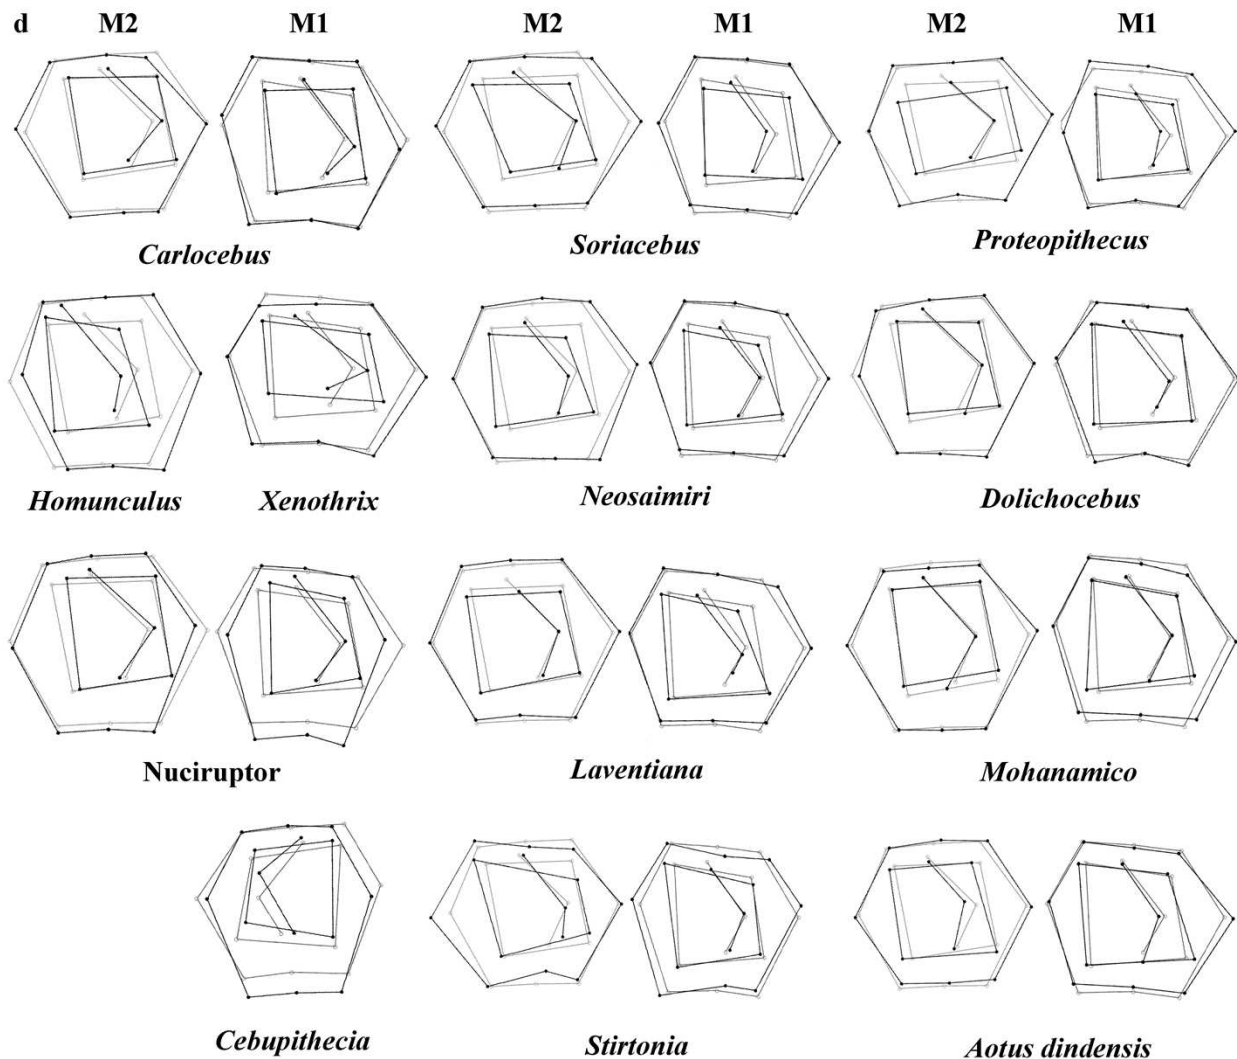 d M2 M1 M2 M1 M2 M1
Carlocebus Soriacebus Proteopithecus
Homunculus Xenothrix Neosaimiri Dolichocebus
Nuciruptor Laventiana Mohanamico
Cebupithecia Stirtonia Aotus dindensis